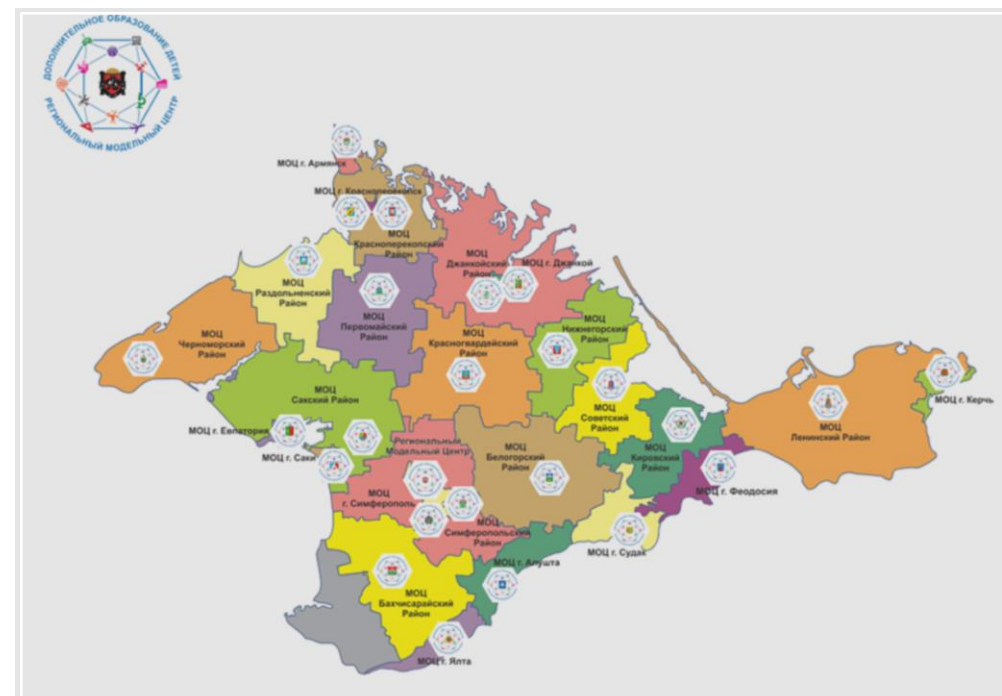 ДОПОЛНИТЕЛЬНОЕ ОБРАЗОВАНИЕ ДЕТЕЙ
РЕГИОНАЛЬНЫЙ МОДЕЛЬНЫЙ ЦЕНТР
МОЦ г. Армянск
МОЦ г. Красноперекопск
МОЦ
Красноперекопский
Район
МОЦ
Джанкойский
Район
МОЦ г. Джанкой
МОЦ
Раздольненский
Район
МОЦ
Первомайский
Район
МОЦ
Черноморский
Район
МОЦ
Красногвардейский
Район
МОЦ
Нижнегорский
Район
МОЦ
Сакский Район
МОЦ
Советский
Район
МОЦ г. Керчь
МОЦ
Ленинский Район
МОЦ г. Евпатория
МОЦ г. Саки
Региональный
Модельный Центр
МОЦ
Белогорский
Район
МОЦ
Кировский
Район
МОЦ г. Феодосия
МОЦ
г. Симферополь
МОЦ
Симферопольский
Район
МОЦ г. Судак
МОЦ г. Алушта
МОЦ
Бахчисарайский
Район
МОЦ г. Ялта